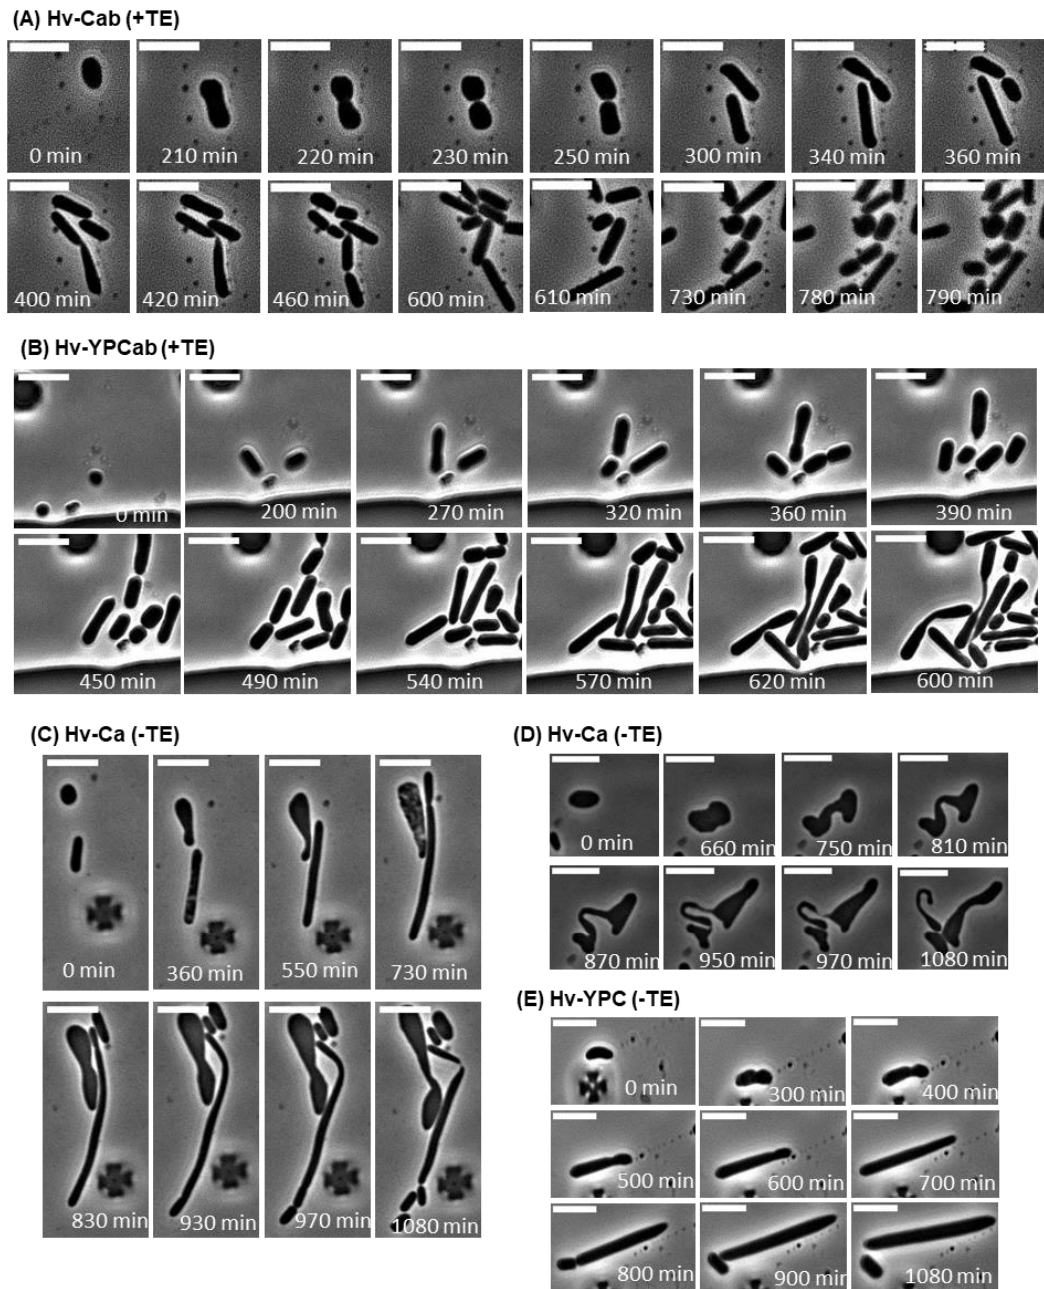 (A) Hv-Cab (+TE)
0 min
210 min
220 min
230 min
250 min
300 min
340 min
360 min
400 min
420 min
460 min
600 min
610 min
730 min
780 min
790 min
(B) Hv-YPCab (+TE)
0 min
200 min
270 min
320 min
360 min
390 min
450 min
490 min
540 min
570 min
620 min
600 min
(C) Hv-Ca (-TE)
0 min
360 min
550 min
730 min
830 min
930 min
970 min
1080 min
(D) Hv-Ca (-TE)
0 min
660 min
750 min
810 min
870 min
950 min
970 min
1080 min
(E) Hv-YPC (-TE)
0 min
300 min
400 min
500 min
600 min
700 min
800 min
900 min
1080 min